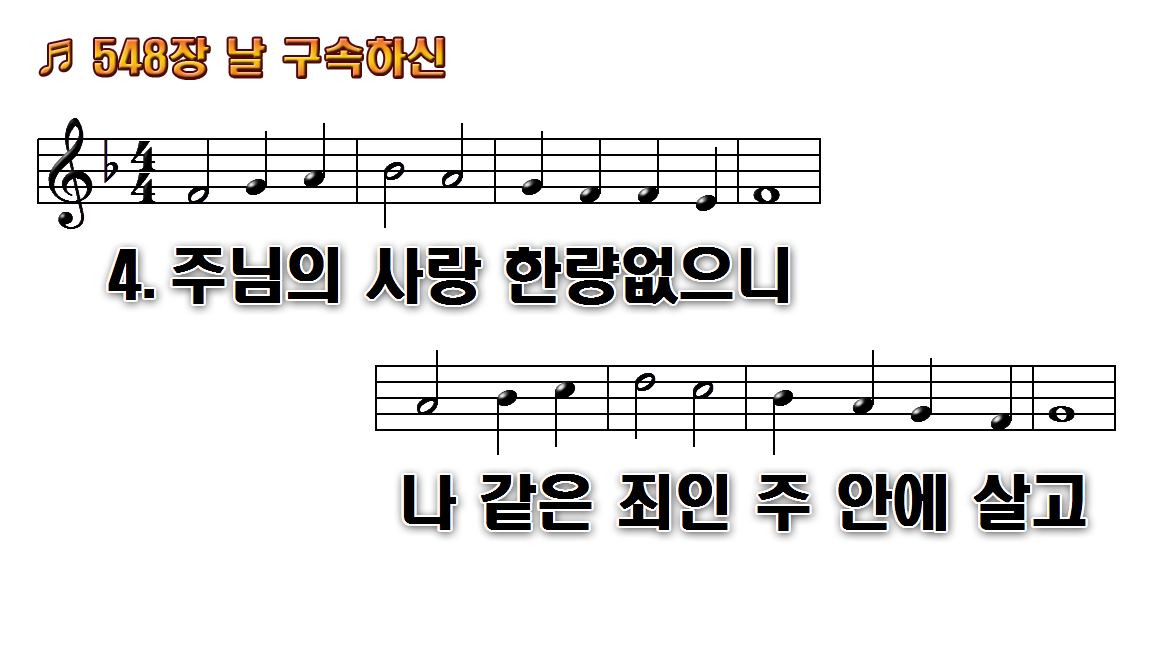 ♬ 548장 날 구속하신
4. 주님의 사랑 한량없으니
나 같은 죄인 주 안에 살고